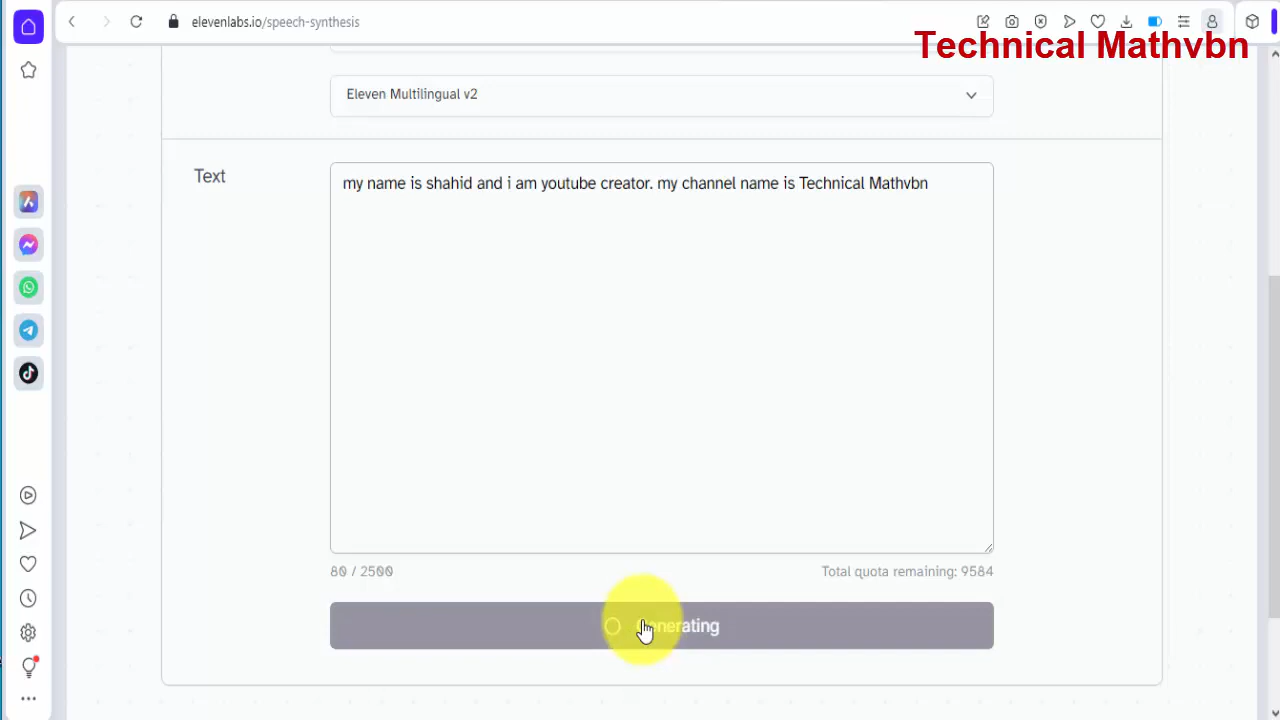 elevenlabs.io/speech-synthesis
Technical Mathvbn
Eleven Multilingual v2
Text
my name is shahid and i am youtube creator. my channel name is Technical Mathvbn
80 / 2500
Total quota remaining: 9584
Generating